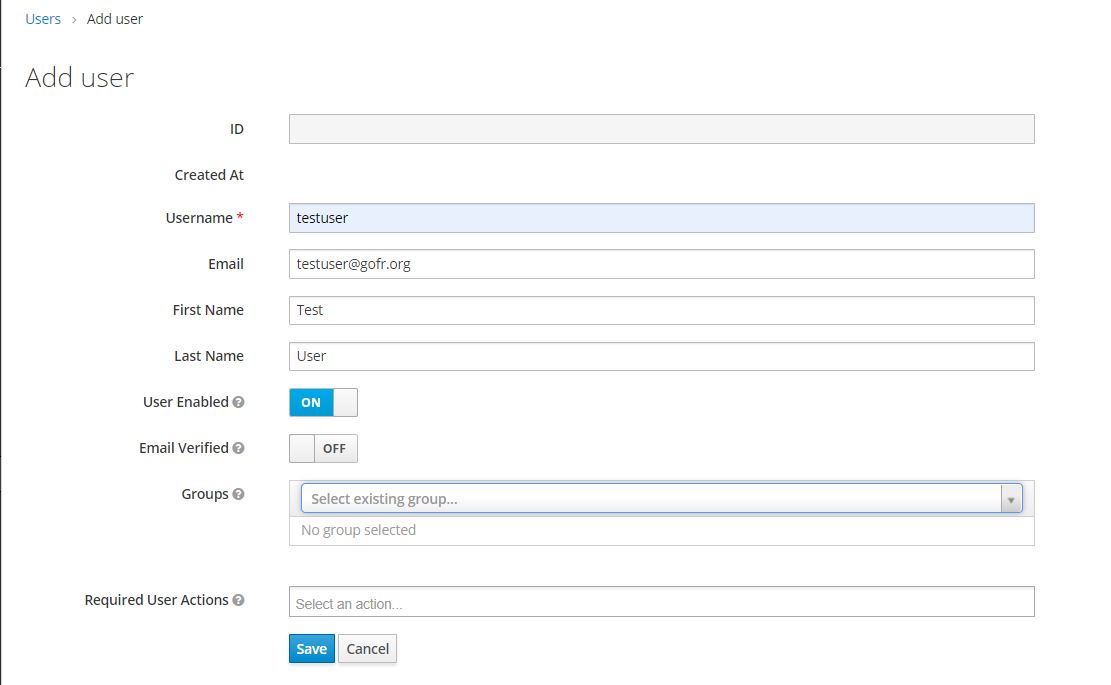 Users › Add user
Add user
ID
Created At
Username * testuser
Email testuser@gofr.org
First Name Test
Last Name User
User Enabled ? ON
Email Verified ? OFF
Groups ? Select existing group...
No group selected
Required User Actions ? Select an action...
Save Cancel